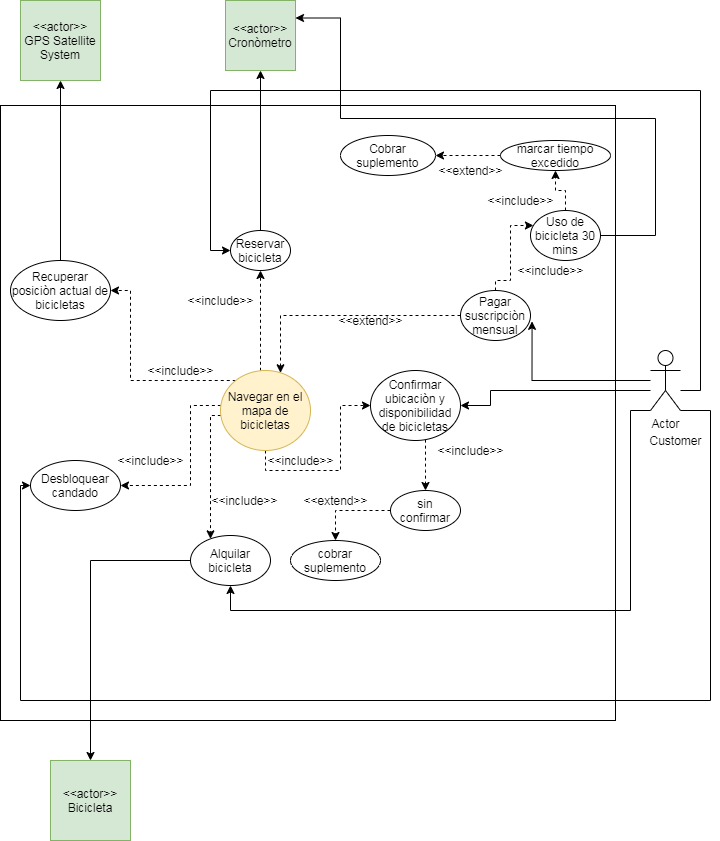 <<actor>>
GPS Satellite
System
<<actor>>
Cronòmetro
Cobrar
suplemento
<<extend>>
marcar tiempo
excedido
<<include>>
Uso de
bicicleta 30
mins
<<include>>
Reservar
bicicleta
Recuperar
posiciòn actual de
bicicletas
<<include>>
<<extend>>
Pagar
suscripciòn
mensual
<<include>>
Navegar en el
mapa de
bicicletas
Confirmar
ubicaciòn y
disponibilidad
de bicicletas
Actor
Customer
<<include>>
<<include>>
<<include>>
Desbloquear
candado
<<include>>
<<extend>>
sin
confirmar
Alquilar
bicicleta
cobrar
suplemento
<<actor>>
Bicicleta